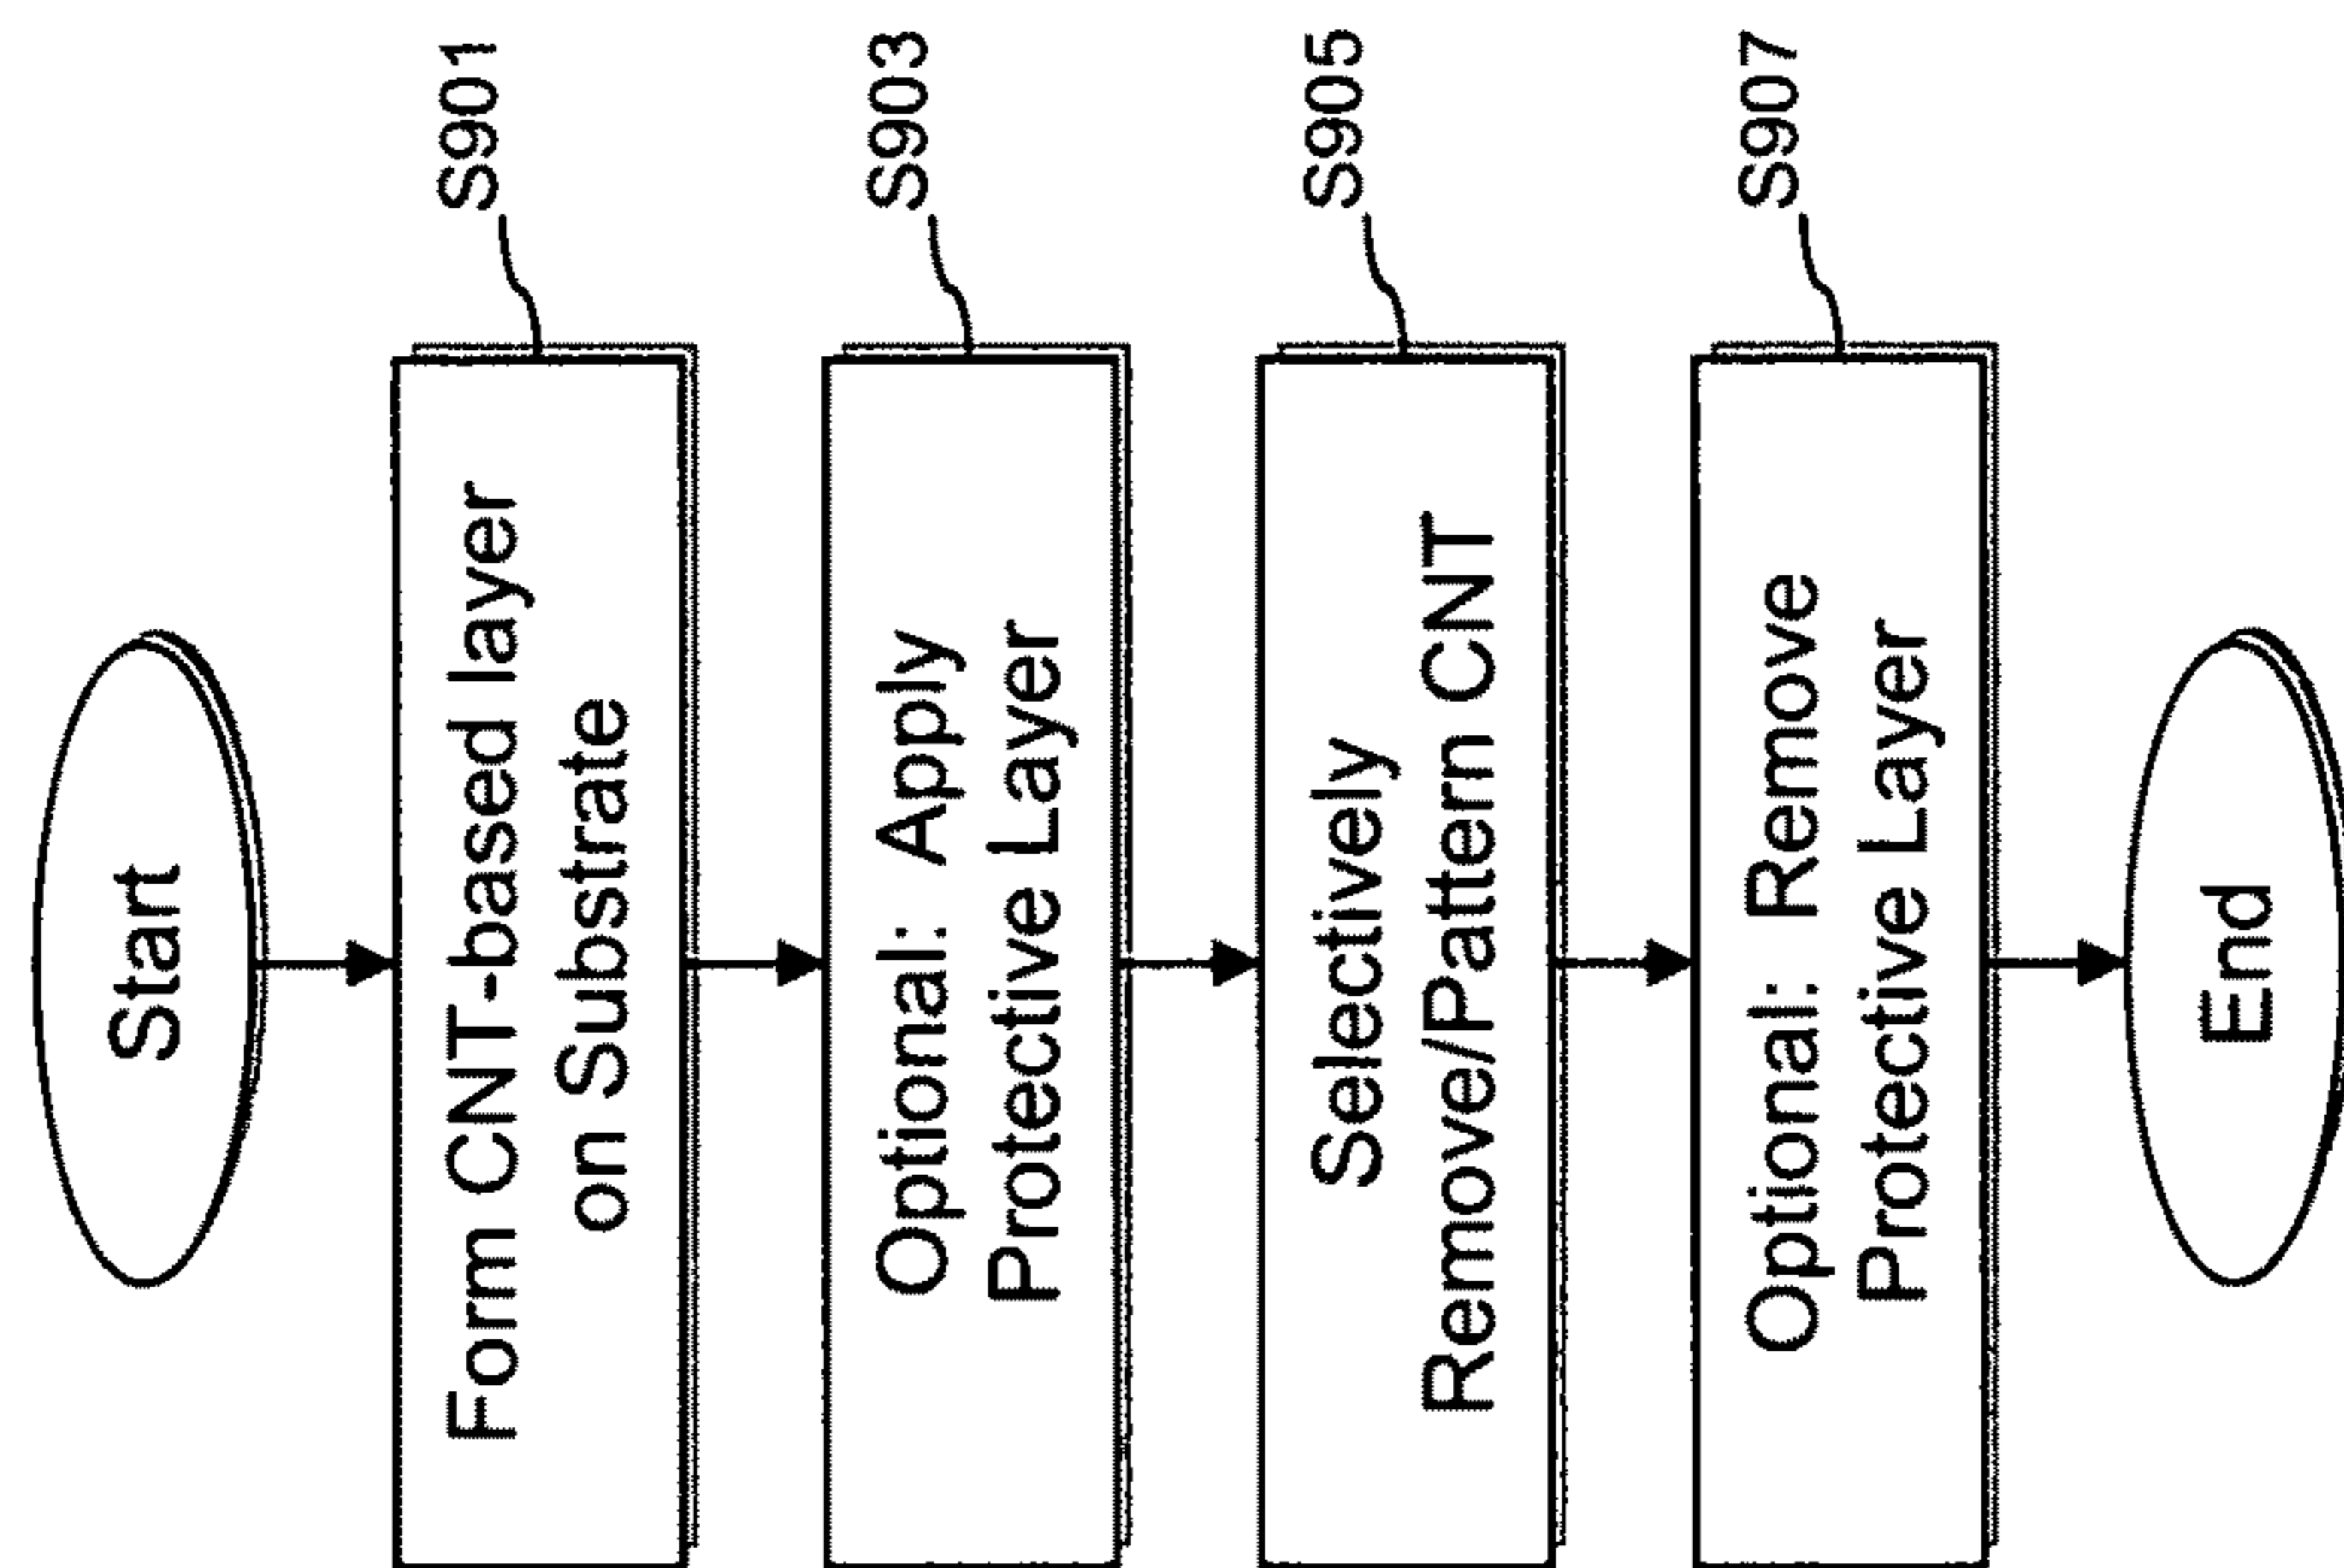 Start
Form CNT-based layer
on Substrate
S901
Optional: Apply
Protective Layer
S903
Selectively
Remove/Pattern CNT
S905
Optional: Remove
Protective Layer
S907
End